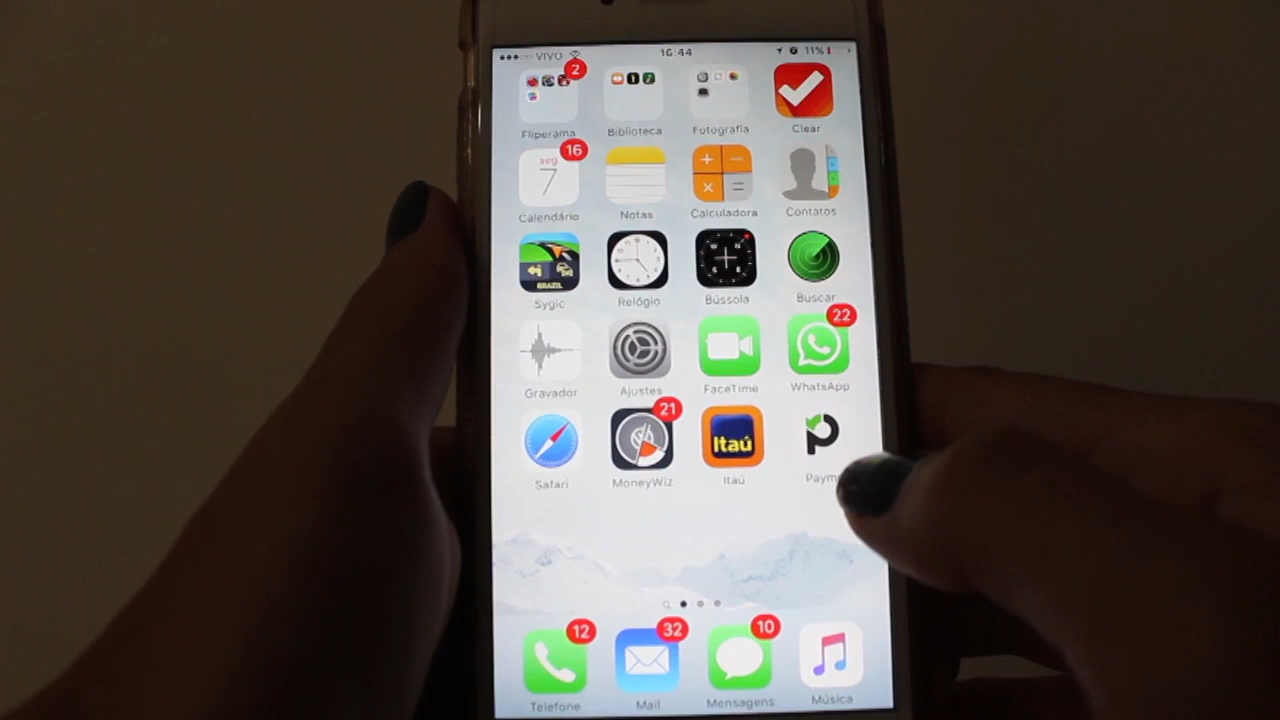 VIVO 16:44 11%
2
Fliperama Biblioteca Fotografia Clear
16
seg
7
Calendário Notas Calculadora Contatos
BRAZIL
Sygic Relógio Bússola Buscar
22
Gravador Ajustes FaceTime WhatsApp
21
Itaú
Safari MoneyWiz Itaú Paym
12 32 10
Telefone Mail Mensagens Música